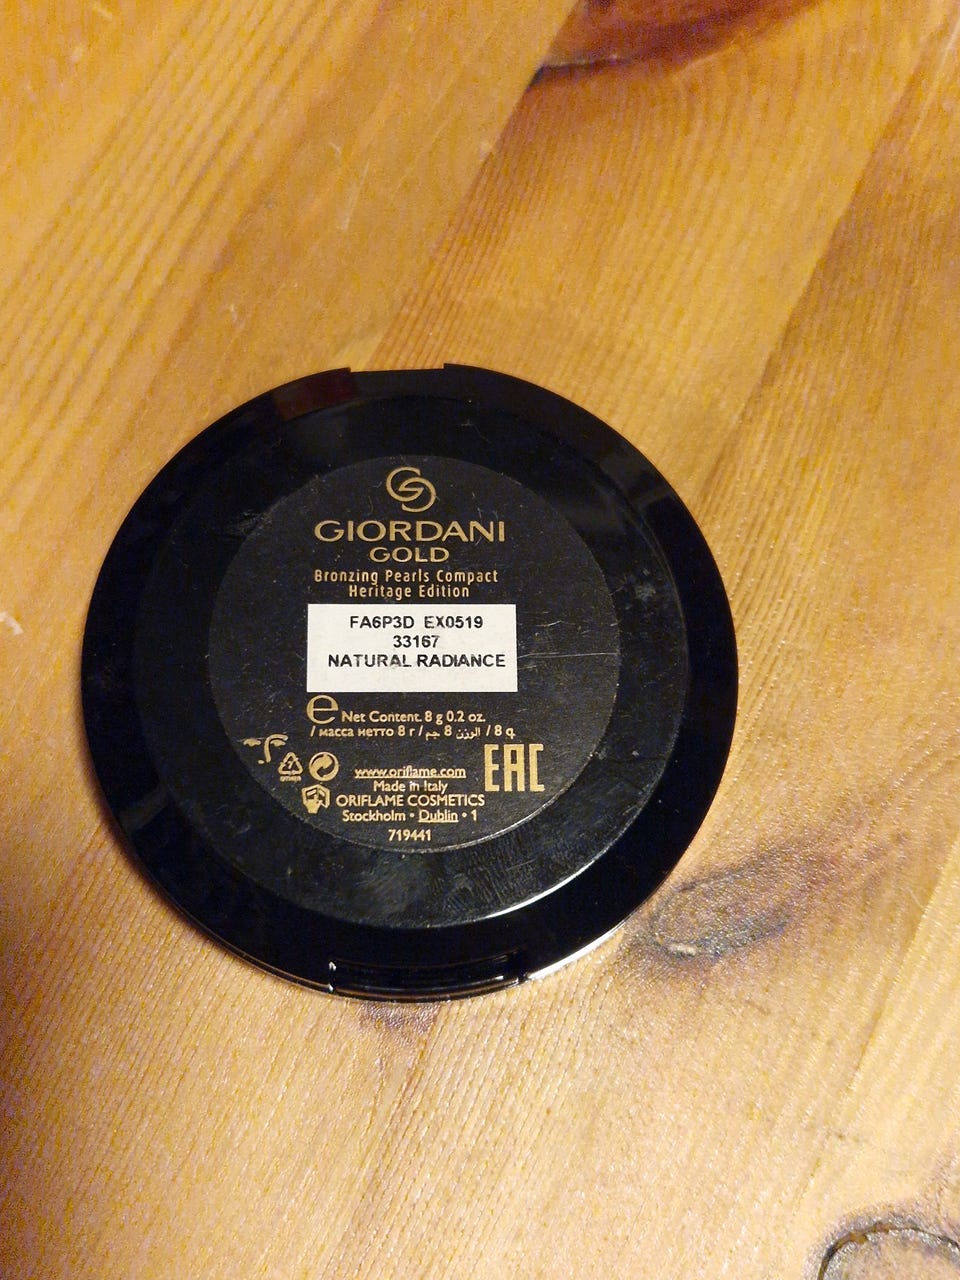 GIORDANI
GOLD
Bronzing Pearls Compact
Heritage Edition
FA6P3D EX0519
33167
NATURAL RADIANCE
e Net Content. 8 g 0.2 oz.
/ масса нетто 8 г / الوزن 8 جم / 8 q
OTHER
EAC
www.oriflame.com
Made in Italy
ORIFLAME COSMETICS
Stockholm • Dublin • 1
719441